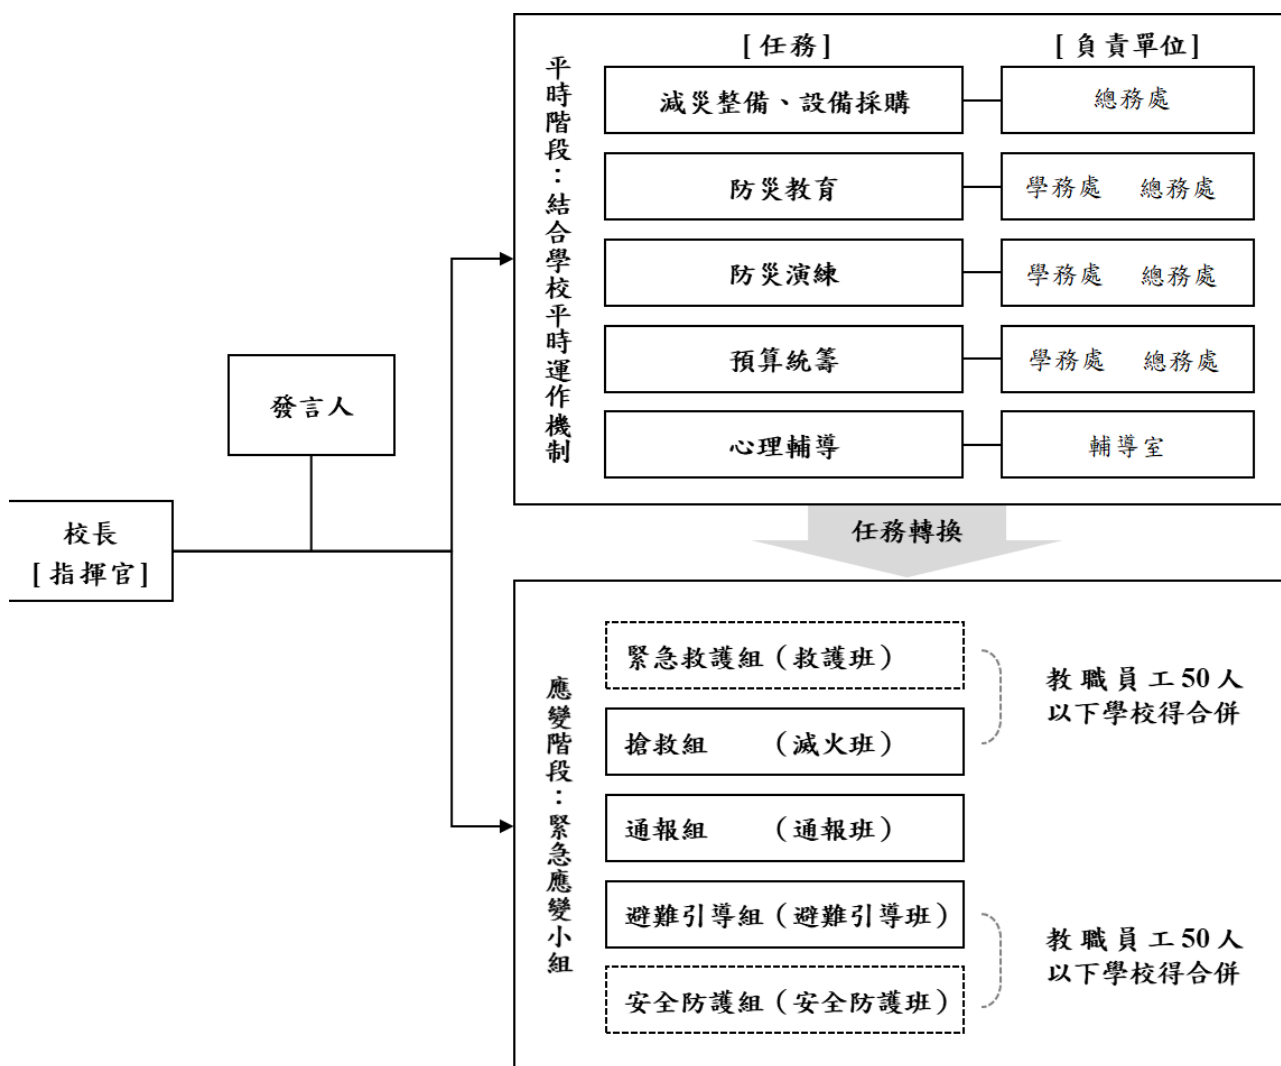 [任務]
[負責單位]
平時階段：結合學校平時運作機制
減災整備、設備採購
總務處
防災教育
學務處 總務處
防災演練
學務處 總務處
預算統籌
學務處 總務處
心理輔導
輔導室
發言人
校長
[指揮官]
任務轉換
應變階段：緊急應變小組
緊急救護組（救護班）
搶救組 （滅火班）
教職員工50人
以下學校得合併
通報組 （通報班）
避難引導組（避難引導班）
安全防護組（安全防護班）
教職員工50人
以下學校得合併